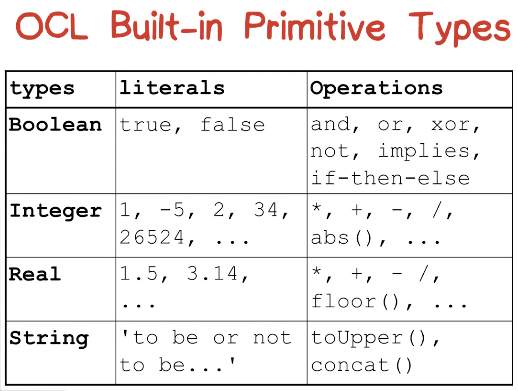 OCL Built-in Primitive Types
types literals Operations
Boolean true, false and, or, xor,
not, implies,
if-then-else
Integer 1, -5, 2, 34, *, +, -, /,
26524, ... abs(), ...
Real 1.5, 3.14, *, +, - /,
... floor(), ...
String 'to be or not toUpper(),
to be...' concat()